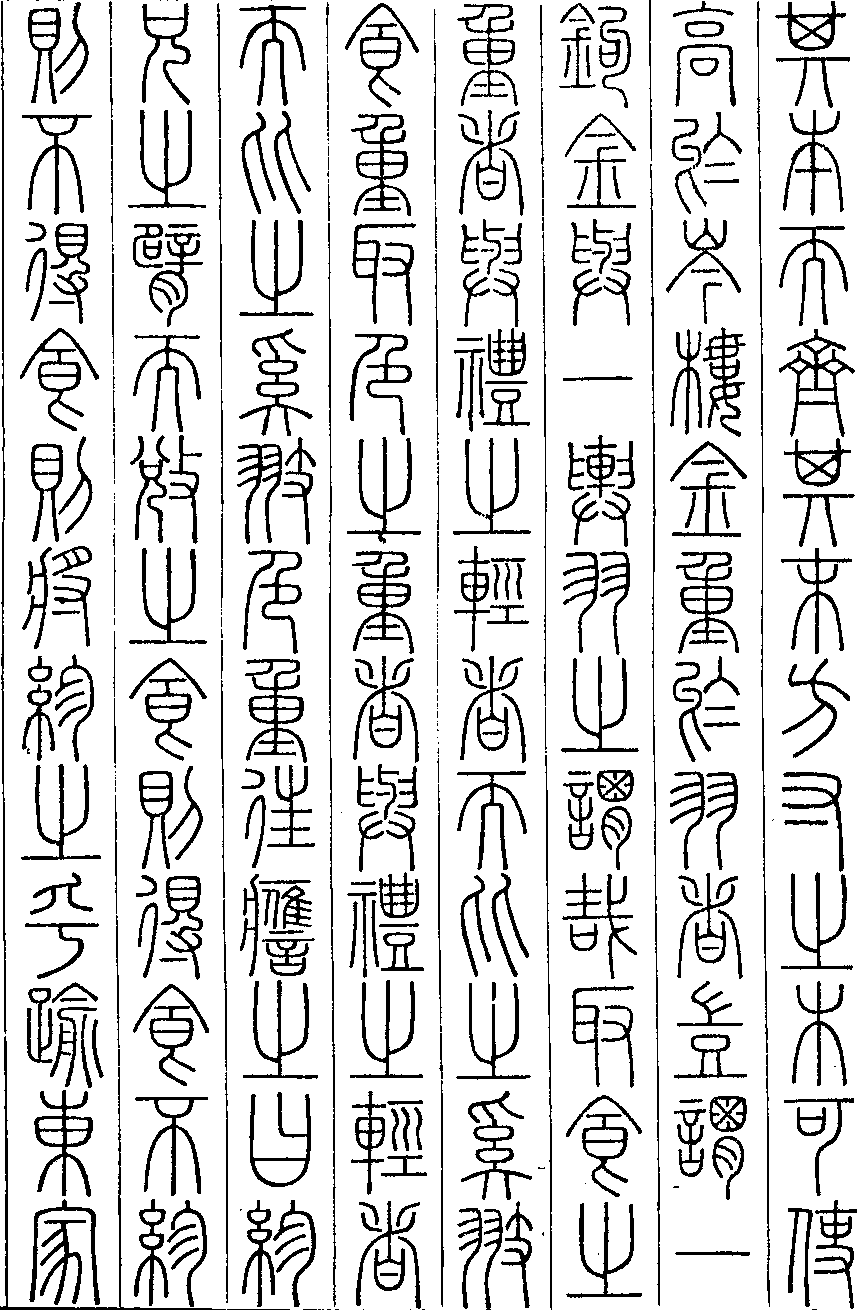 其本而齊其末方寸之木可使
高於岑樓金重於羽者豈謂一
鉤金與一輿羽之謂哉取食之
重者與禮之輕者而比之奚翅
食重取色之重者與禮之輕者
而比之奚翅色重往譍之曰紾
兄之臂而敚之食則得食不紾
則不得食則將紾之乎踰東家